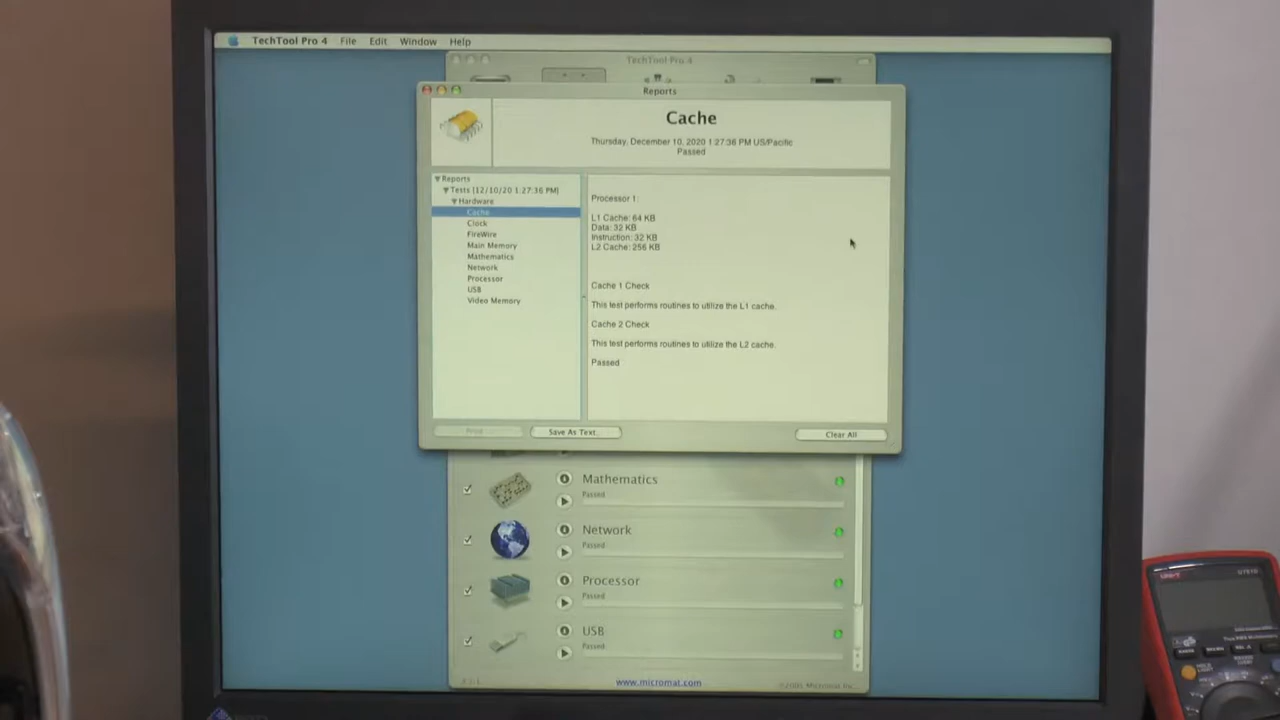 TechTool Pro 4 File Edit Window Help
TechTool Pro 4
Reports
Cache
Thursday, December 10, 2020 1:27:36 PM US/Pacific
Passed
Reports
Tests (12/10/20 1:27:36 PM)
Hardware
Cache
Clock
FireWire
Main Memory
Mathematics
Network
Processor
USB
Video Memory
Processor 1:
L1 Cache: 64 KB
Data: 32 KB
Instruction: 32 KB
L2 Cache: 256 KB
Cache 1 Check
This test performs routines to utilize the L1 cache.
Cache 2 Check
This test performs routines to utilize the L2 cache.
Passed
Print
Save As Text...
Clear All
Mathematics
Passed
Network
Passed
Processor
Passed
USB
Passed
www.micromat.com
UNI-T